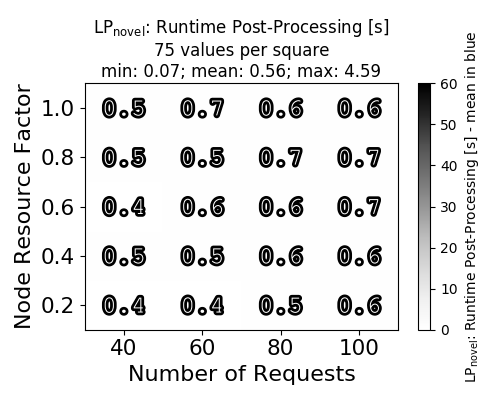 LP_novel: Runtime Post-Processing [s]
75 values per square
min: 0.07; mean: 0.56; max: 4.59
Node Resource Factor
1.0 0.5 0.7 0.6 0.6
0.8 0.5 0.5 0.7 0.7
0.6 0.4 0.6 0.6 0.7
0.4 0.5 0.5 0.6 0.6
0.2 0.4 0.4 0.5 0.6
40 60 80 100
Number of Requests
60
50
40
30
20
10
0
LP_novel: Runtime Post-Processing [s] - mean in blue